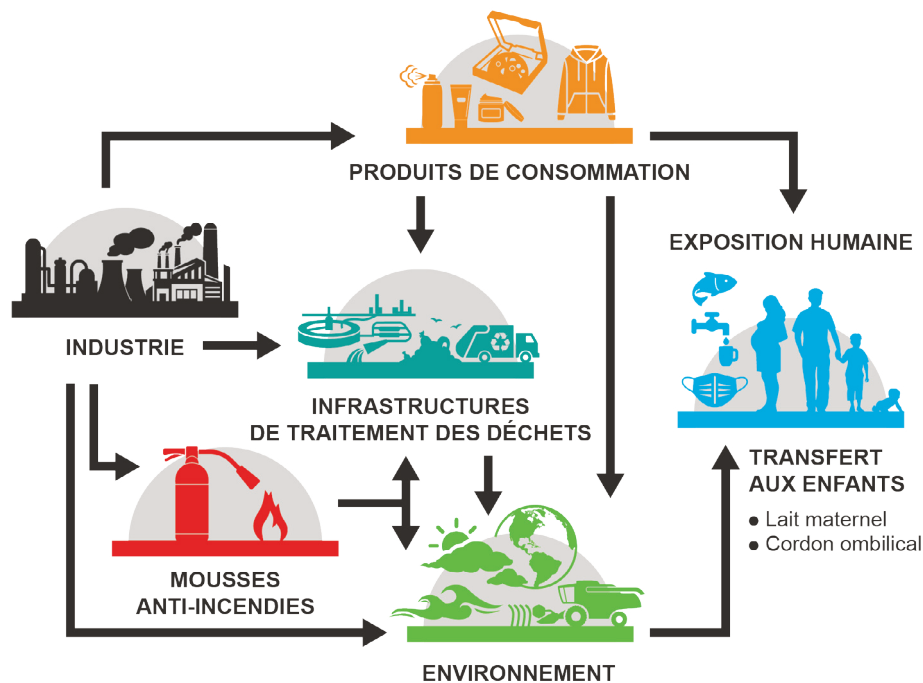 PRODUITS DE CONSOMMATION
EXPOSITION HUMAINE
INDUSTRIE
INFRASTRUCTURES
DE TRAITEMENT DES DÉCHETS
TRANSFERT
AUX ENFANTS
• Lait maternel
• Cordon ombilical
MOUSSES
ANTI-INCENDIES
ENVIRONNEMENT